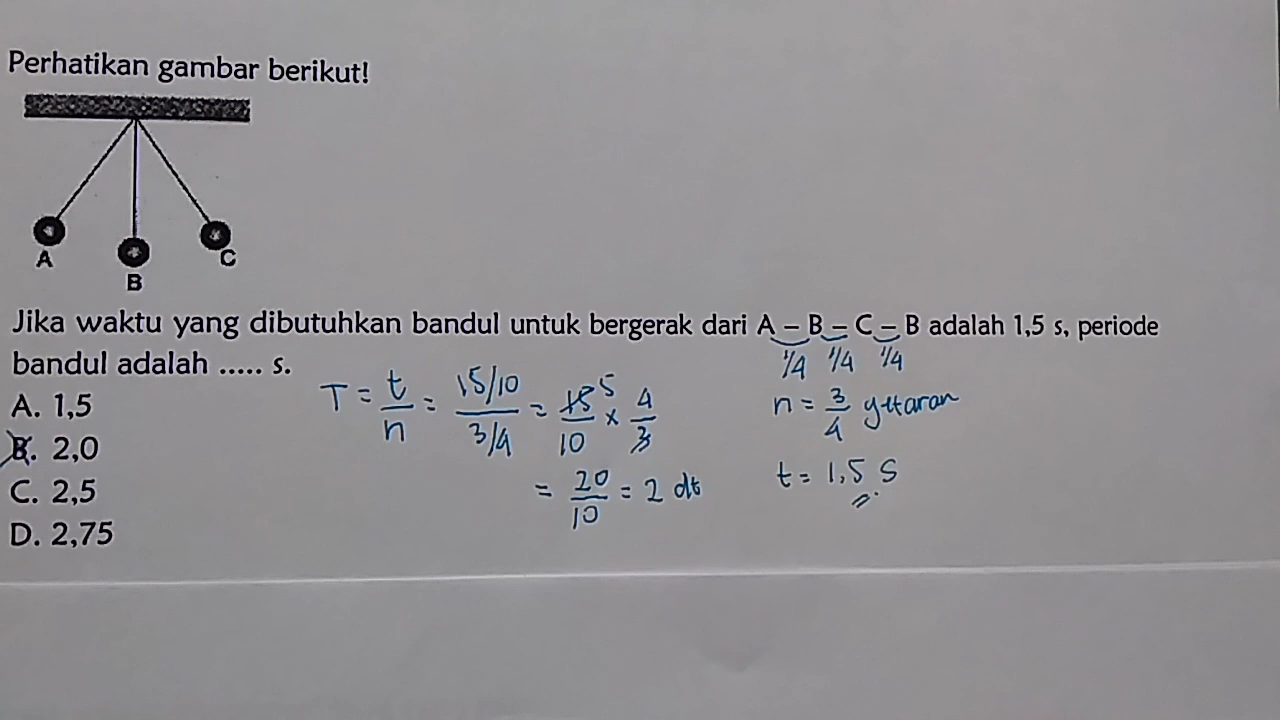 Perhatikan gambar berikut!
A
B
C
Jika waktu yang dibutuhkan bandul untuk bergerak dari A – B – C – B adalah 1,5 s, periode
bandul adalah ..... s.
1/4 1/4 1/4
A. 1,5
B. 2,0
C. 2,5
D. 2,75
T = t/n = 15/10 / 3/4 = 15 5/10 x 4/3
= 20/10 = 2 dt
n = 3/4 getaran
t = 1,5 s